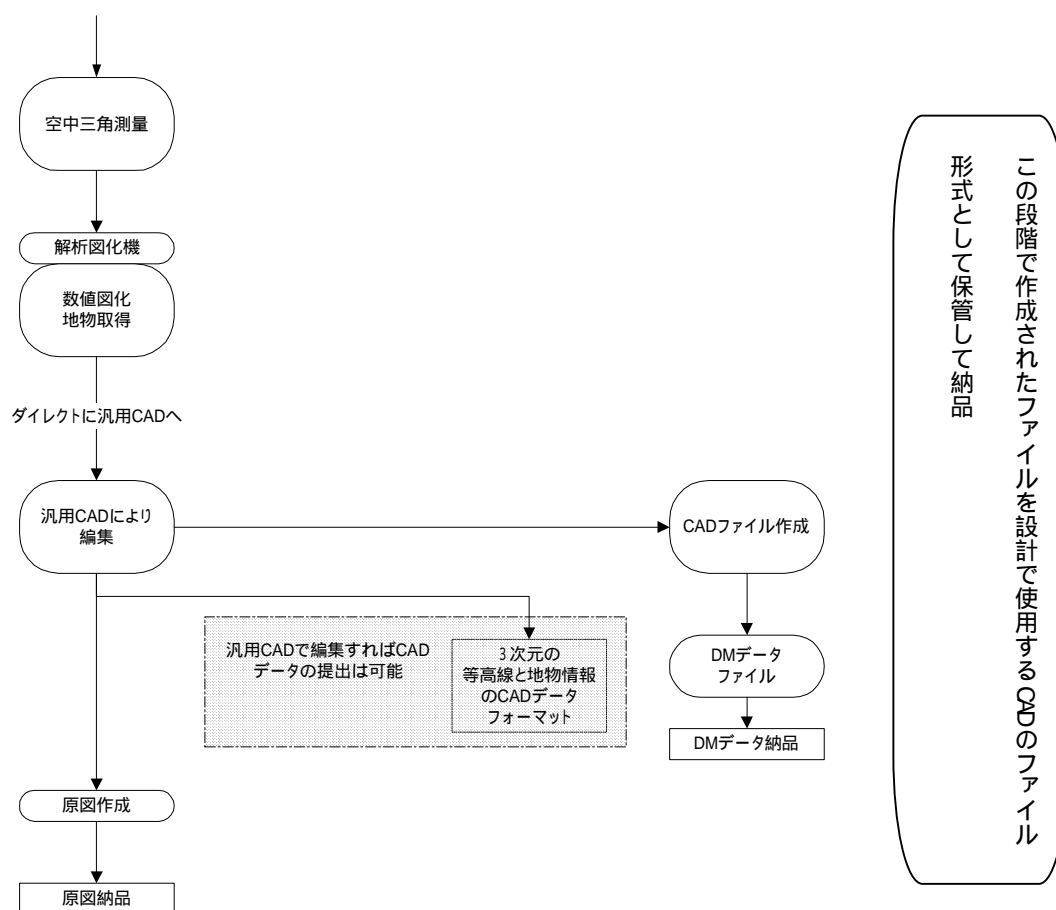 空中三角測量
解析図化機
数値図化
地物取得
ダイレクトに汎用CADへ
汎用CADにより
編集
CADファイル作成
汎用CADで編集すればCAD
データの提出は可能
3次元の
等高線と地物情報
のCADデータ
フォーマット
DMデータ
ファイル
DMデータ納品
原図作成
原図納品
この段階で作成されたファイルを設計で使用するCADのファイル
形式として保管して納品